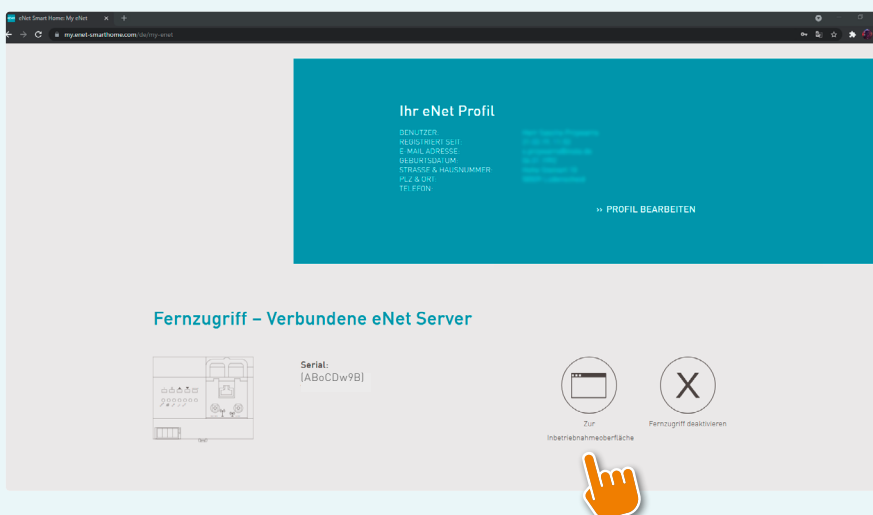 eNet Smart Home: My eNet
my.enet-smarthome.com/de/my-enet
Ihr eNet Profil
BENUTZER:
REGISTRIERT SEIT:
E-MAIL ADRESSE:
GEBURTSDATUM:
STRASSE & HAUSNUMMER:
PLZ & ORT:
TELEFON:
›› PROFIL BEARBEITEN
Fernzugriff – Verbundene eNet Server
Serial:
(ABoCDw9B)
X
Zur
Inbetriebnahmeoberfläche
Fernzugriff deaktivieren